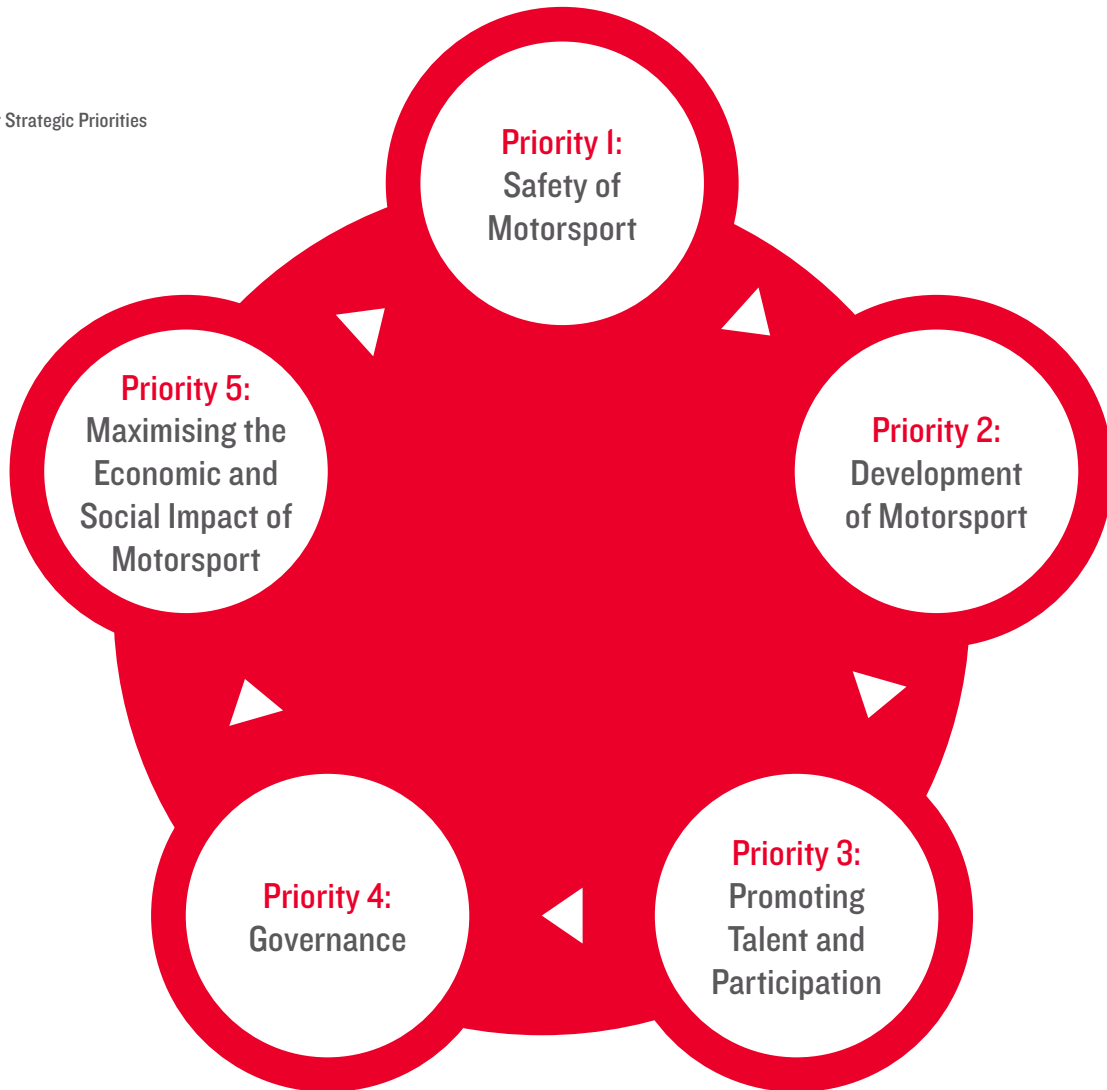 Strategic Priorities
Priority 1:
Safety of
Motorsport
Priority 2:
Development
of Motorsport
Priority 3:
Promoting
Talent and
Participation
Priority 4:
Governance
Priority 5:
Maximising the
Economic and
Social Impact of
Motorsport